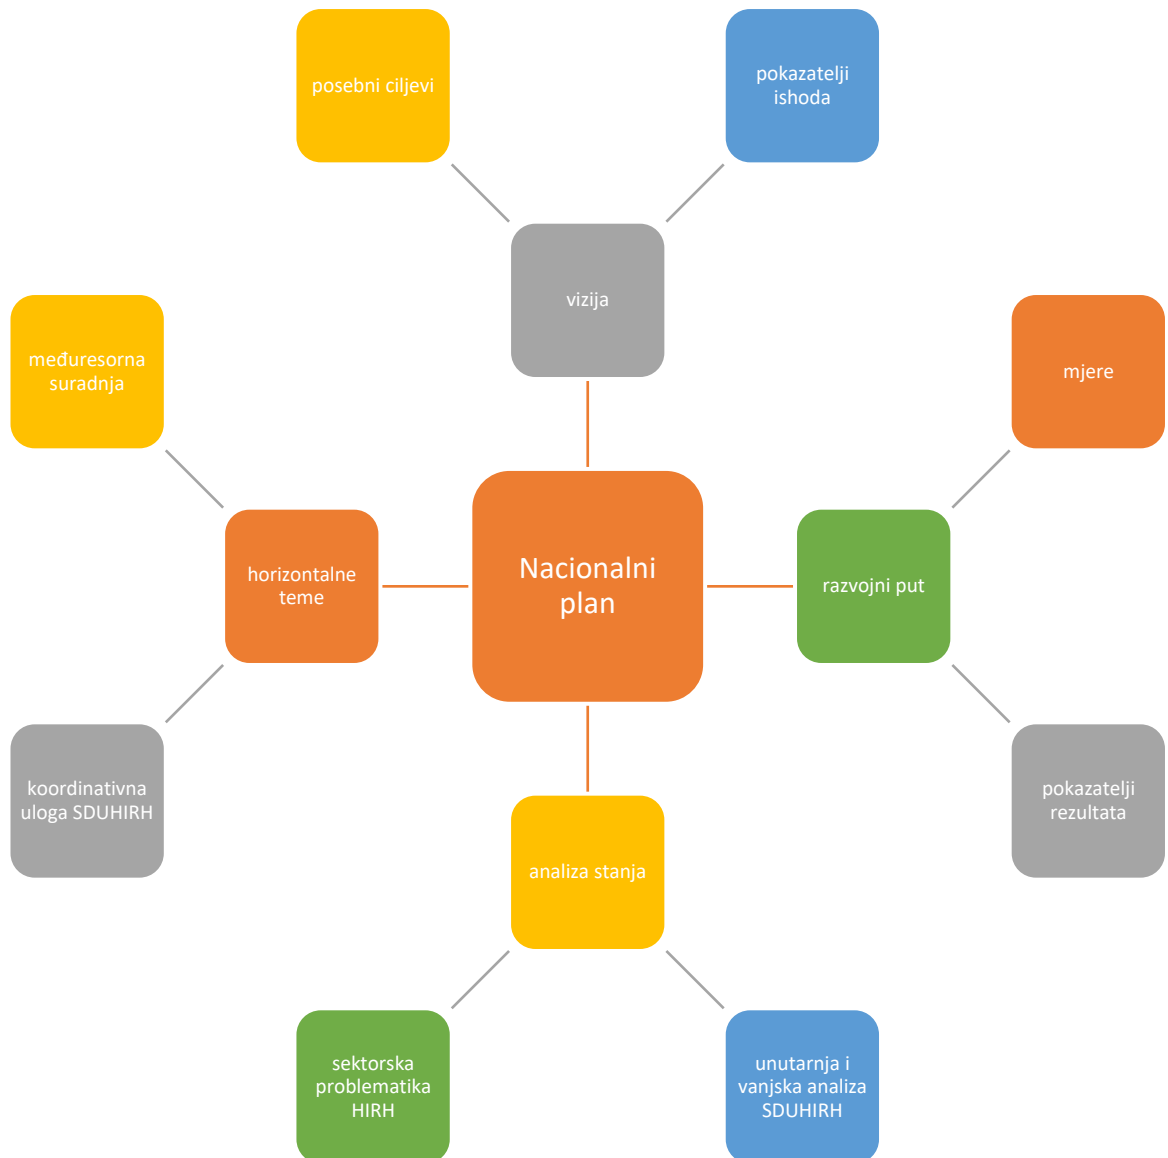 posebni ciljevi
pokazatelji
ishoda
vizija
međuresorna
suradnja
mjere
horizontalne
teme
Nacionalni
plan
razvojni put
koordinativna
uloga SDUHIRH
pokazatelji
rezultata
analiza stanja
sektorska
problematika
HIRH
unutarnja i
vanjska analiza
SDUHIRH